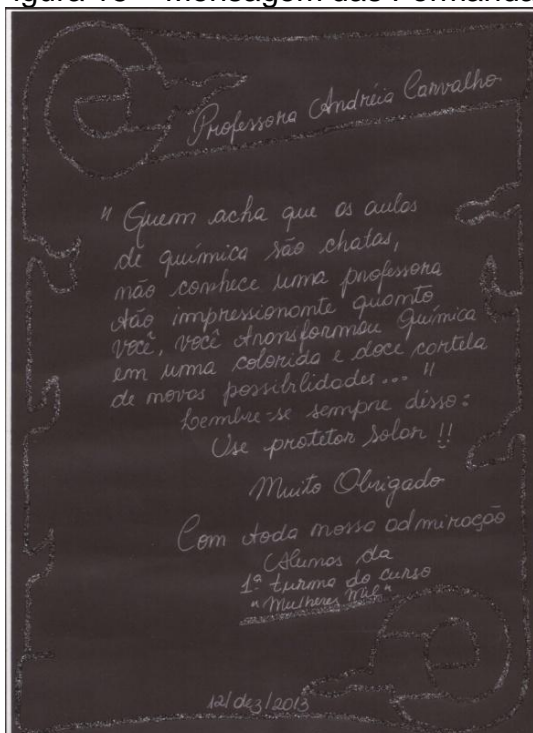 Professora Andréia Carvalho
" Quem acha que as aulas
de química são chatas,
não conhece uma professora
tão impressionante quanto
você, você transformou Química
em uma colorida e doce cartela
de novas possibilidades... "
Lembre-se sempre disso:
Use protetor solar !!
Muito Obrigado
Com toda nossa admiração
Alunas da
1ª turma do curso
"Mulheres Mil"
12/dez/2013